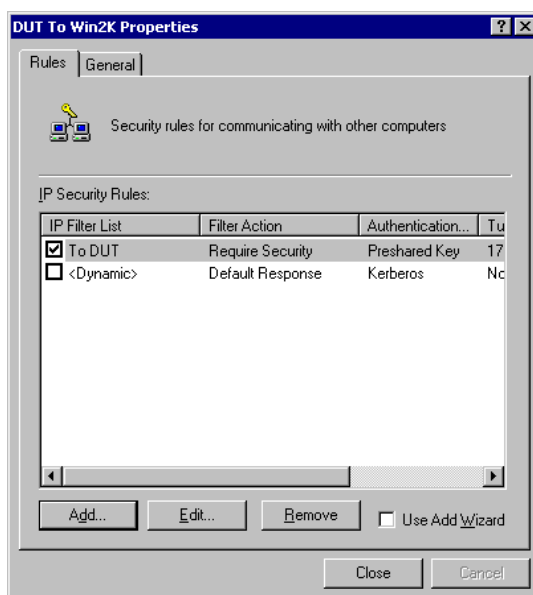 DUT To Win2K Properties
Rules General
Security rules for communicating with other computers
IP Security Rules:
IP Filter List Filter Action Authentication... Tu
To DUT Require Security Preshared Key 17
<Dynamic> Default Response Kerberos No
Add... Edit... Remove Use Add Wizard
Close Cancel